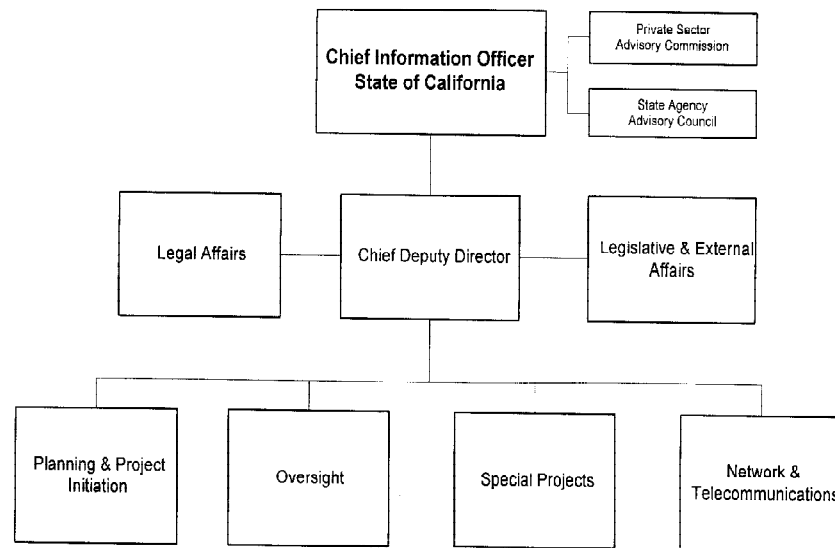 Chief Information Officer
State of California
Private Sector
Advisory Commission
State Agency
Advisory Council
Legal Affairs
Chief Deputy Director
Legislative & External
Affairs
Planning & Project
Initiation
Oversight
Special Projects
Network &
Telecommunications